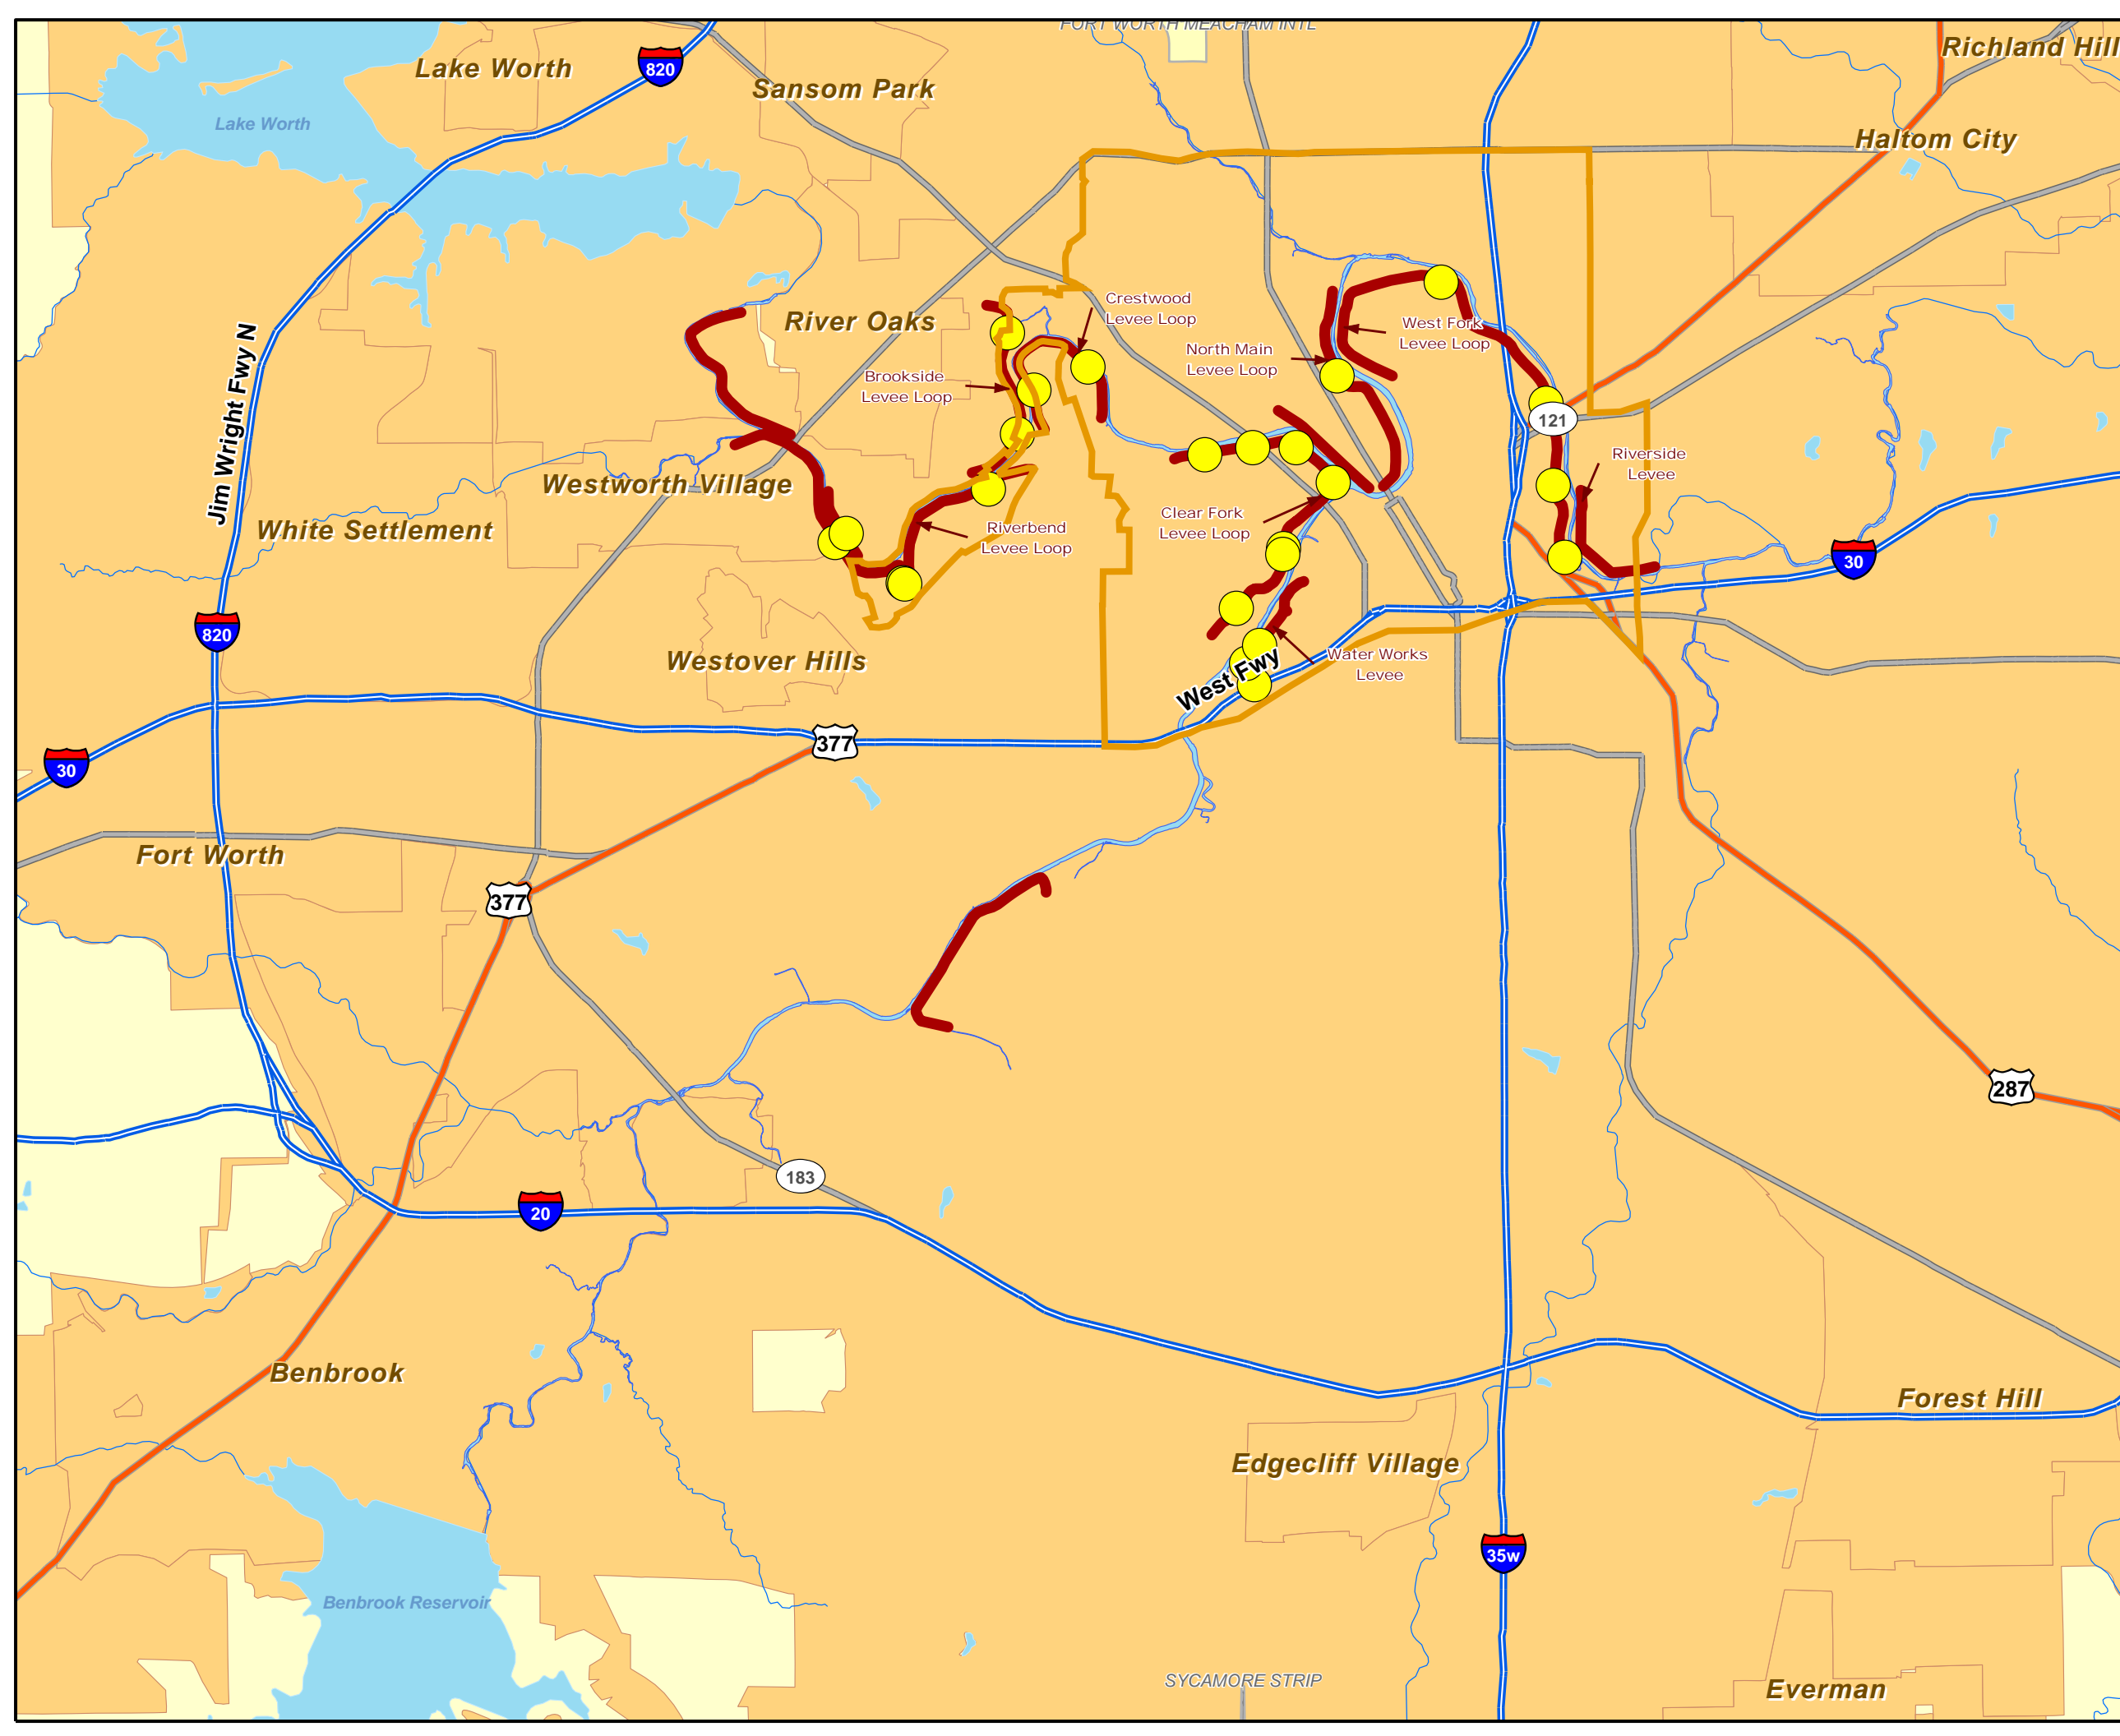 FORT WORTH MEACHAM INTL
Richland Hill
Lake Worth
820
Sansom Park
Lake Worth
Haltom City
Crestwood
Levee Loop
River Oaks
West Fork
Levee Loop
North Main
Levee Loop
Brookside
Levee Loop
Jim Wright Fwy N
121
Riverside
Levee
Westworth Village
White Settlement
Clear Fork
Levee Loop
Riverbend
Levee Loop
30
820
Westover Hills
Water Works
Levee
West Fwy
377
30
Fort Worth
377
287
183
20
Benbrook
Forest Hill
Edgecliff Village
35w
Benbrook Reservoir
SYCAMORE STRIP
Everman